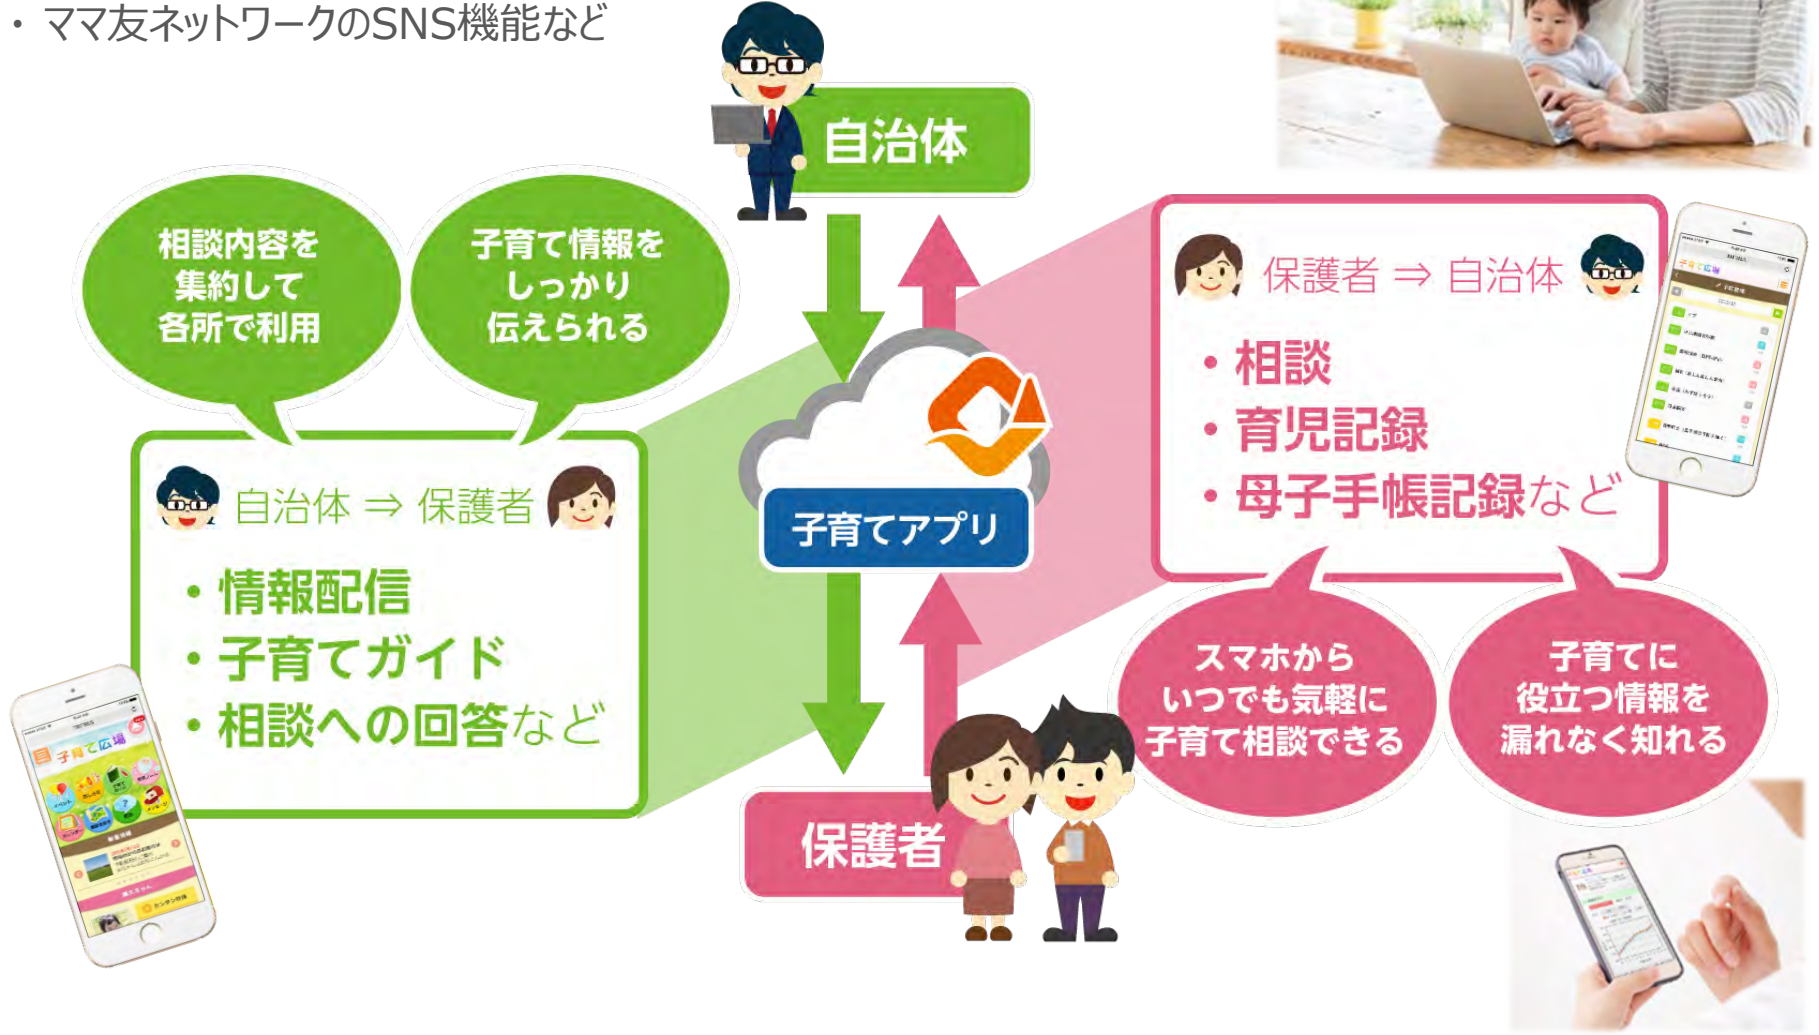 ・ ママ友ネットワークのSNS機能など
自治体
相談内容を
集約して
各所で利用
子育て情報を
しっかり
伝えられる
自治体 ⇒ 保護者
・情報配信
・子育てガイド
・相談への回答など
子育てアプリ
保護者 ⇒ 自治体
・相談
・育児記録
・母子手帳記録など
スマホから
いつでも気軽に
子育て相談できる
子育てに
役立つ情報を
漏れなく知れる
保護者
子育て広場
子育て広場